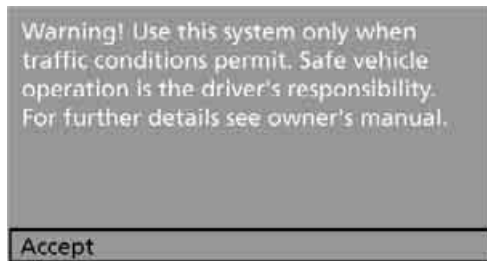 Warning! Use this system only when
traffic conditions permit. Safe vehicle
operation is the driver's responsibility.
For further details see owner's manual.
Accept